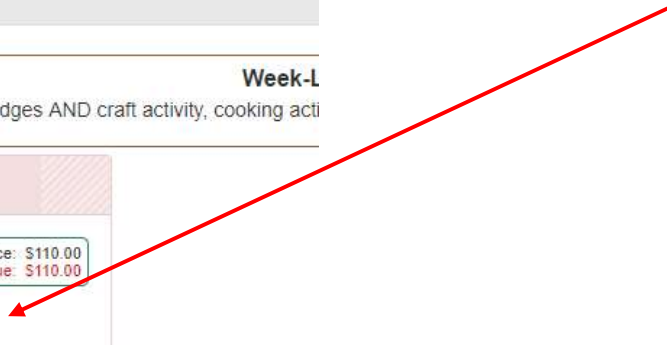 Week-L
dges AND craft activity, cooking acti
ce: $110.00
ue: $110.00